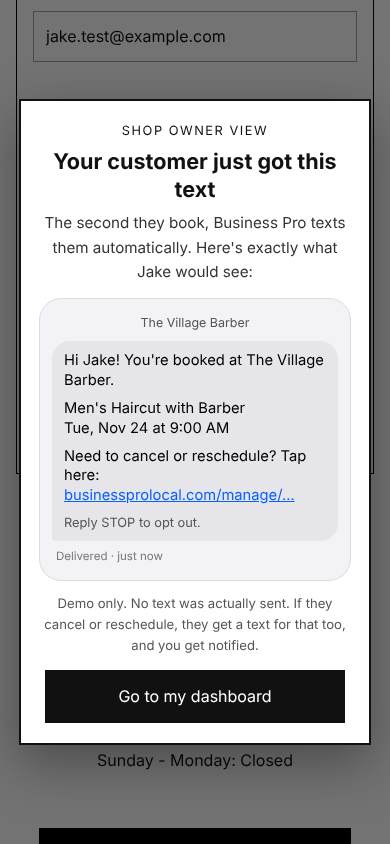 jake.test@example.com
SHOP OWNER VIEW
Your customer just got this
text
The second they book, Business Pro texts
them automatically. Here's exactly what
Jake would see:
The Village Barber
Hi Jake! You're booked at The Village
Barber.
Men's Haircut with Barber
Tue, Nov 24 at 9:00 AM
Need to cancel or reschedule? Tap
here:
businessprolocal.com/manage/...
Reply STOP to opt out.
Delivered · just now
Demo only. No text was actually sent. If they
cancel or reschedule, they get a text for that too,
and you get notified.
Go to my dashboard
Sunday - Monday: Closed